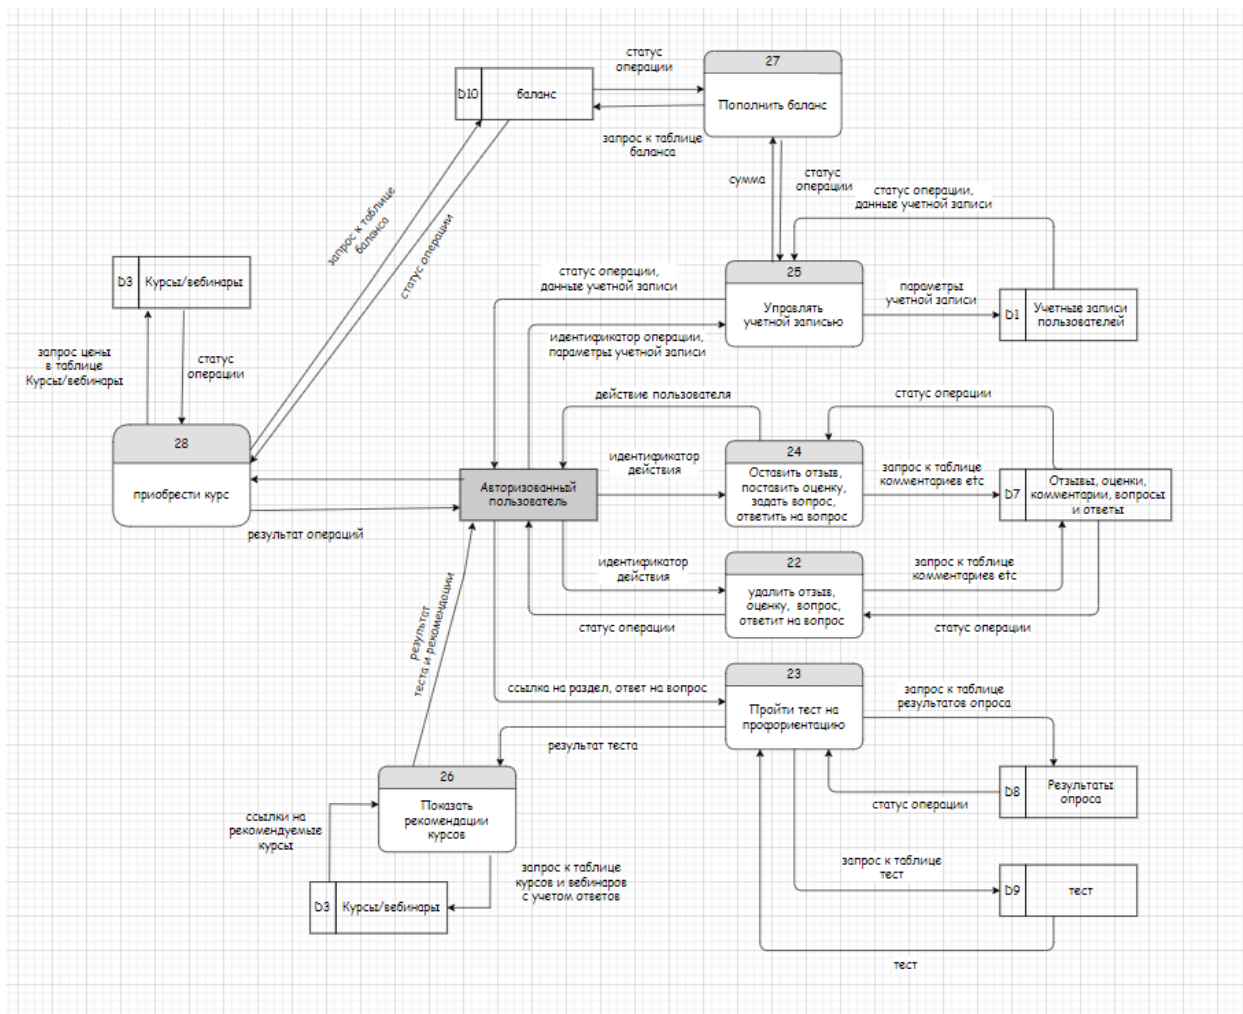 статус
операции
27
Пополнить баланс
D10
баланс
запрос к таблице
баланса
сумма
статус
операции
статус операции,
данные учетной записи
запрос к таблице
баланса
статус операции
D3
Курсы/вебинары
статус операции,
данные учетной записи
25
Управлять
учетной записью
параметры
учетной записи
D1
Учетные записи
пользователей
идентификатор операции,
параметры учетной записи
запрос цены
в таблице
Курсы/вебинары
статус
операции
действие пользователя
статус операции
28
приобрести курс
идентификатор
действия
24
Оставить отзыв,
поставить оценку,
задать вопрос,
ответить на вопрос
запрос к таблице
комментариев etc
D7
Отзывы, оценки,
комментарии, вопросы
и ответы
Авторизованный
пользователь
результат операций
идентификатор
действия
22
удалить отзыв,
оценку, вопрос,
ответит на вопрос
запрос к таблице
комментариев etc
статус операции
статус операции
результат
теста и рекомендации
ссылка на раздел, ответ на вопрос
23
Пройти тест на
профориентацию
запрос к таблице
результатов опроса
результат теста
26
Показать
рекомендации
курсов
D8
Результаты
опроса
статус операции
ссылки на
рекомендуемые
курсы
запрос к таблице
курсов и вебинаров
с учетом ответов
запрос к таблице
тест
D9
тест
D3
Курсы/вебинары
тест